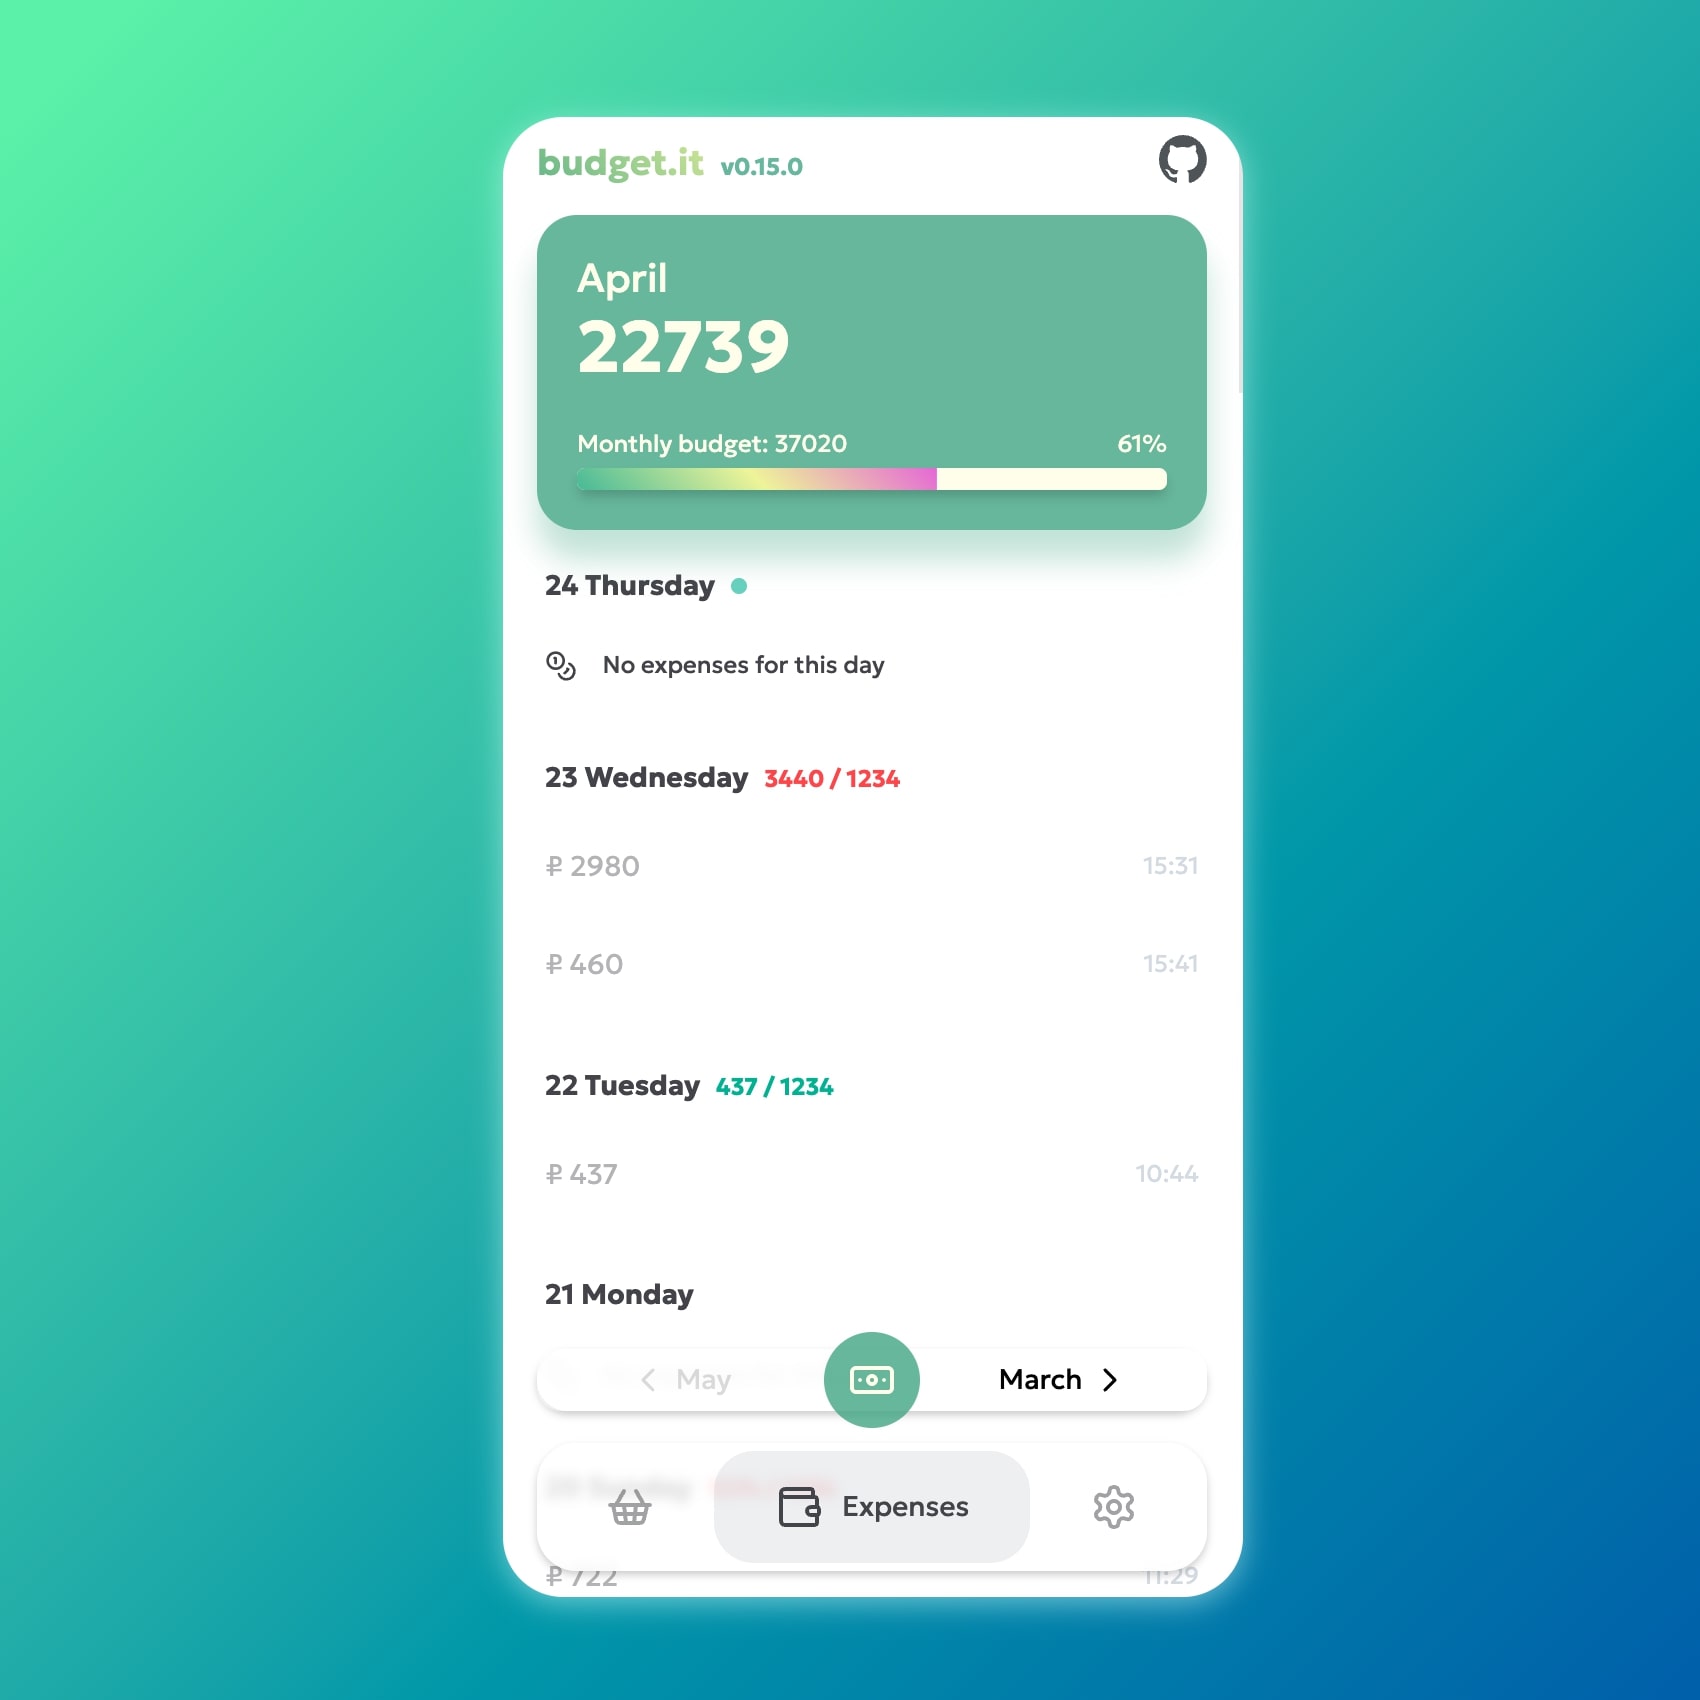 budget.it v0.15.0
April
22739
Monthly budget: 37020 61%
24 Thursday
No expenses for this day
23 Wednesday 3440 / 1234
₽ 2980 15:31
₽ 460 15:41
22 Tuesday 437 / 1234
₽ 437 10:44
21 Monday
May March
20 Sunday
Expenses
₽ 722 11:29